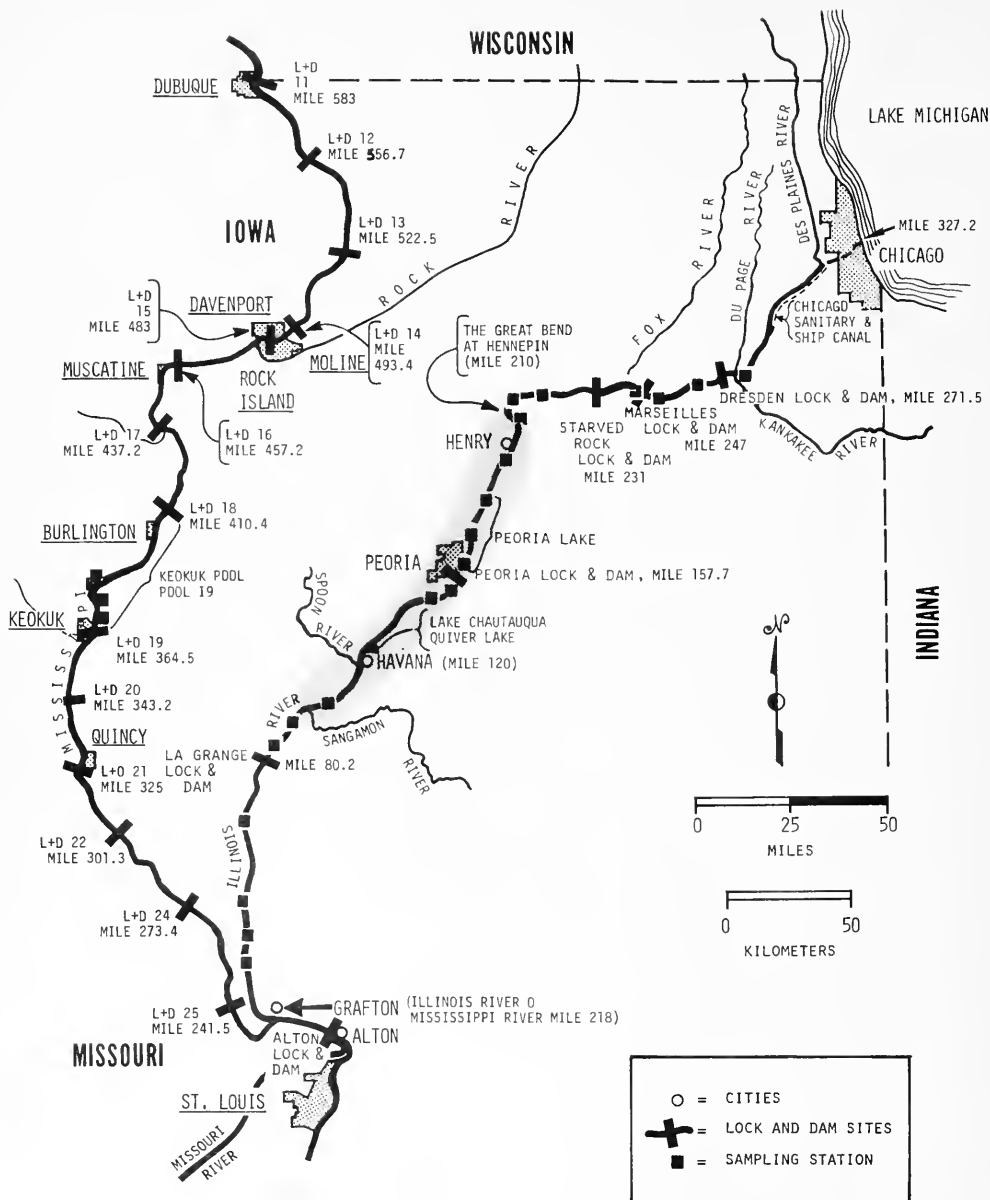 WISCONSIN
L+D
11
MILE 583
DUBUQUE
LAKE MICHIGAN
L+D 12
MILE 556.7
ROCK RIVER
FOX RIVER
DU PAGE RIVER
DES PLAINES RIVER
MILE 327.2
CHICAGO
IOWA
L+D 13
MILE 522.5
L+D
15
MILE 483
DAVENPORT
L+D 14
MILE
493.4
MOLINE
ROCK
ISLAND
THE GREAT BEND
AT HENNEPIN
(MILE 210)
CHICAGO
SANITARY &
SHIP CANAL
MUSCATINE
L+D 17
437.2
L+D 16
MILE 457.2
HENRY
STARVED
ROCK
LOCK & DAM
MILE 231
MARSEILLES
LOCK & DAM
MILE 247
DRESDEN LOCK & DAM, MILE 271.5
KANKAKEE RIVER
L+D 18
MILE 410.4
BURLINGTON
KEOKUK POOL
POOL 19
PEORIA LAKE
PEORIA
PEORIA LOCK & DAM, MILE 157.7
SPOON RIVER
LAKE CHAUTAUQUA
QUIVER LAKE
HAVANA (MILE 120)
INDIANA
KEOKUK
L+D 19
MILE 364.5
MISSISSIPPI
L+D 20
MILE 343.2
QUINCY
L+D 21
MILE 325
RIVER
SANGAMON
RIVER
LA GRANGE
LOCK &
DAM
MILE 80.2
N
0 25 50
MILES
L+D 22
MILE 301.3
ILLINOIS
0 50
KILOMETERS
L+D 24
MILE 273.4
L+D 25
MILE 241.5
GRAFTON (ILLINOIS RIVER 0
MISSISSIPPI RIVER MILE 218)
ALTON
LOCK &
DAM
ALTON
MISSOURI
ST. LOUIS
MISSOURI
RIVER
O = CITIES
= LOCK AND DAM SITES
= SAMPLING STATION